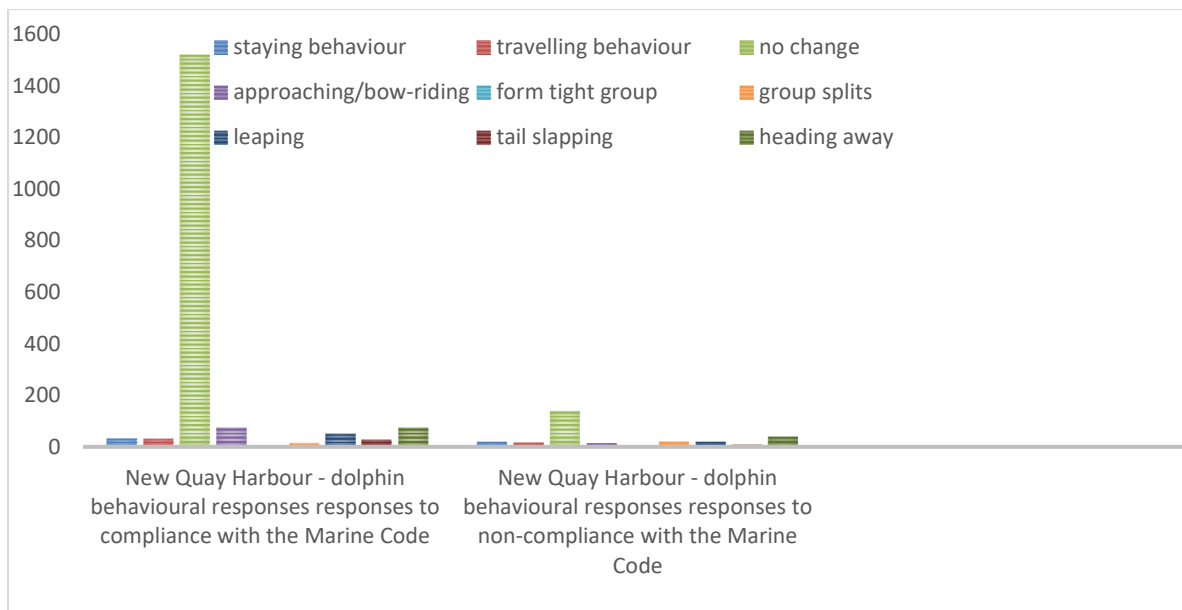 1600
1400
1200
1000
800
600
400
200
0
staying behaviour travelling behaviour no change
approaching/bow-riding form tight group group splits
leaping tail slapping heading away
New Quay Harbour - dolphin
behavioural responses responses to
compliance with the Marine Code
New Quay Harbour - dolphin
behavioural responses responses to
non-compliance with the Marine
Code